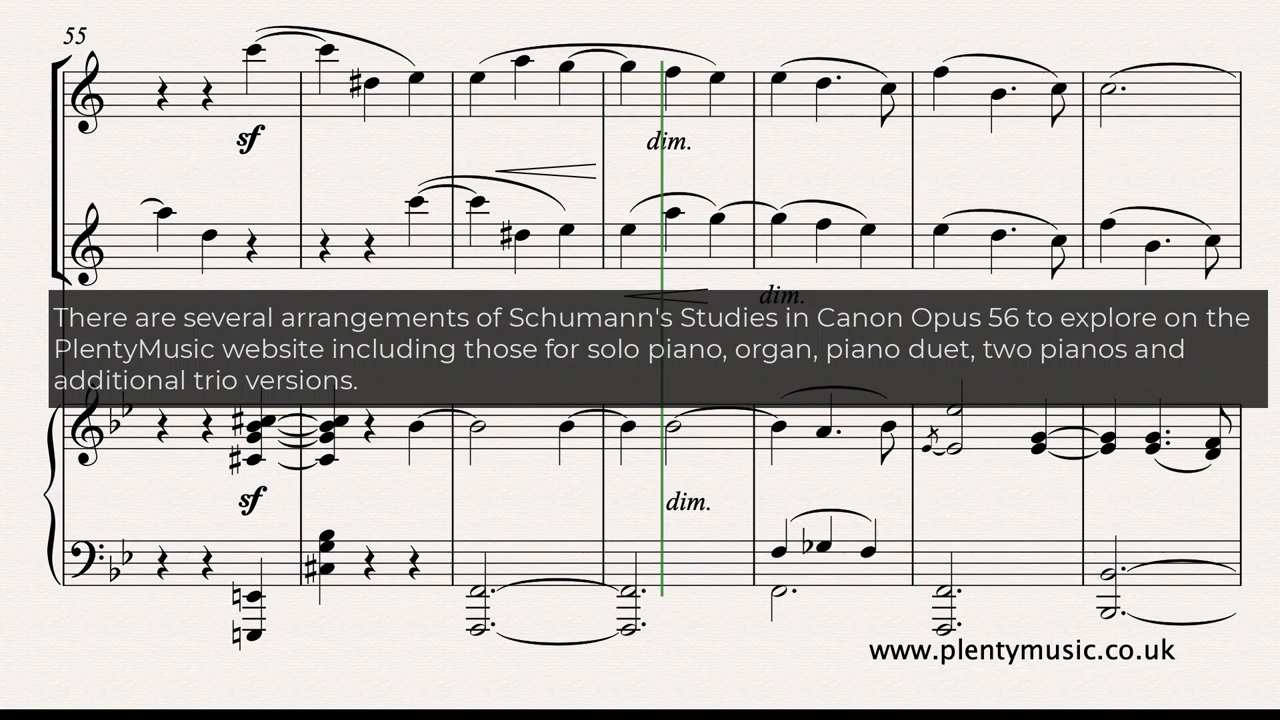 55
sf
dim.
dim.
There are several arrangements of Schumann's Studies in Canon Opus 56 to explore on the
PlentyMusic website including those for solo piano, organ, piano duet, two pianos and
additional trio versions.
sf
dim.
www.plentymusic.co.uk